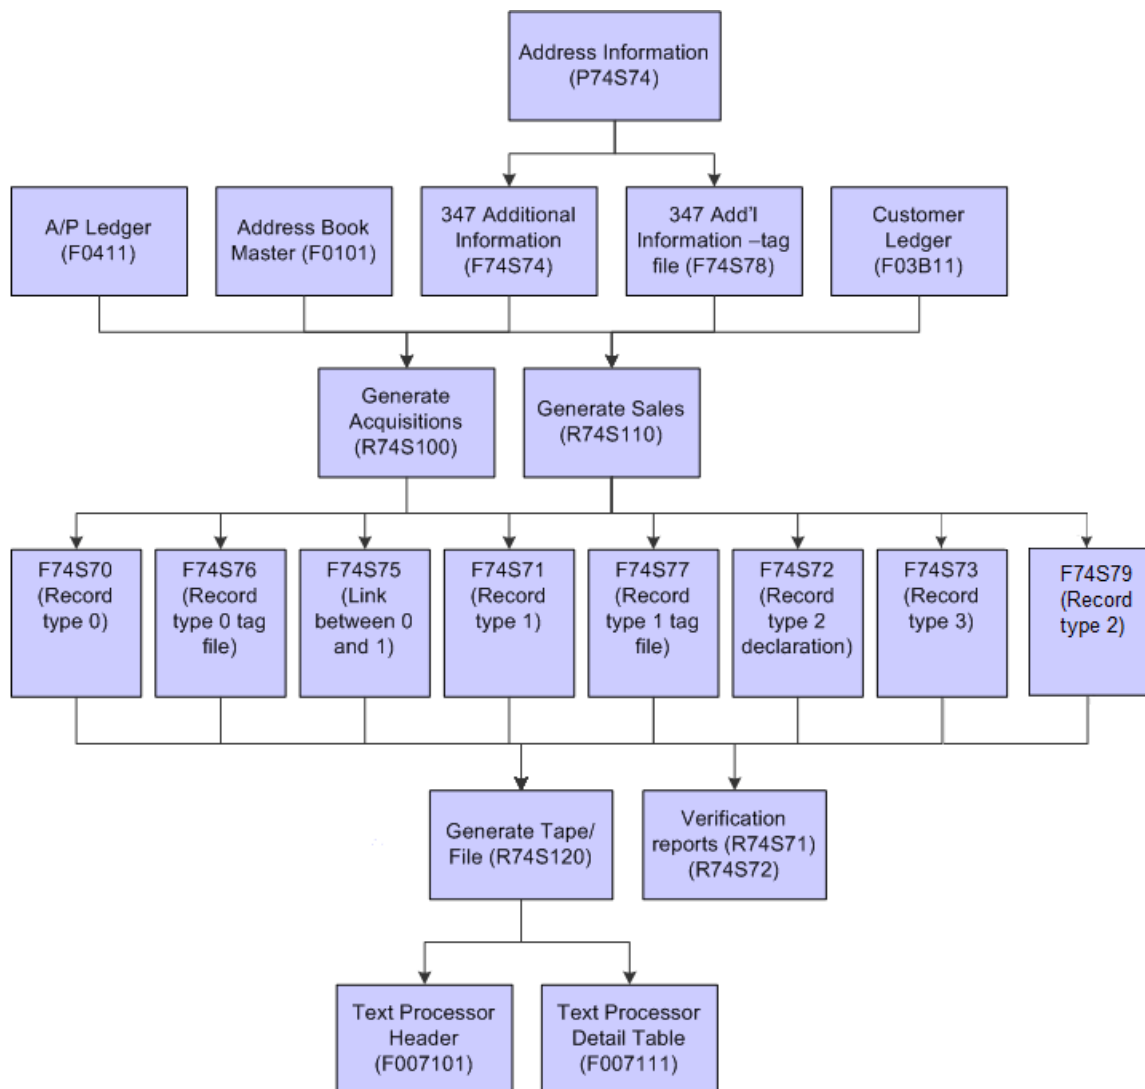 Address Information
(P74S74)
A/P Ledger
(F0411)
Address Book
Master (F0101)
347 Additional
Information
(F74S74)
347 Add'l
Information –tag
file (F74S78)
Customer
Ledger
(F03B11)
Generate
Acquisitions
(R74S100)
Generate Sales
(R74S110)
F74S70
(Record
type 0)
F74S76
(Record
type 0 tag
file)
F74S75
(Link
between 0
and 1)
F74S71
(Record
type 1)
F74S77
(Record
type 1 tag
file)
F74S72
(Record
type 2
declaration)
F74S73
(Record
type 3)
F74S79
(Record
type 2)
Generate Tape/
File (R74S120)
Verification
reports (R74S71)
(R74S72)
Text Processor
Header
(F007101)
Text Processor
Detail Table
(F007111)